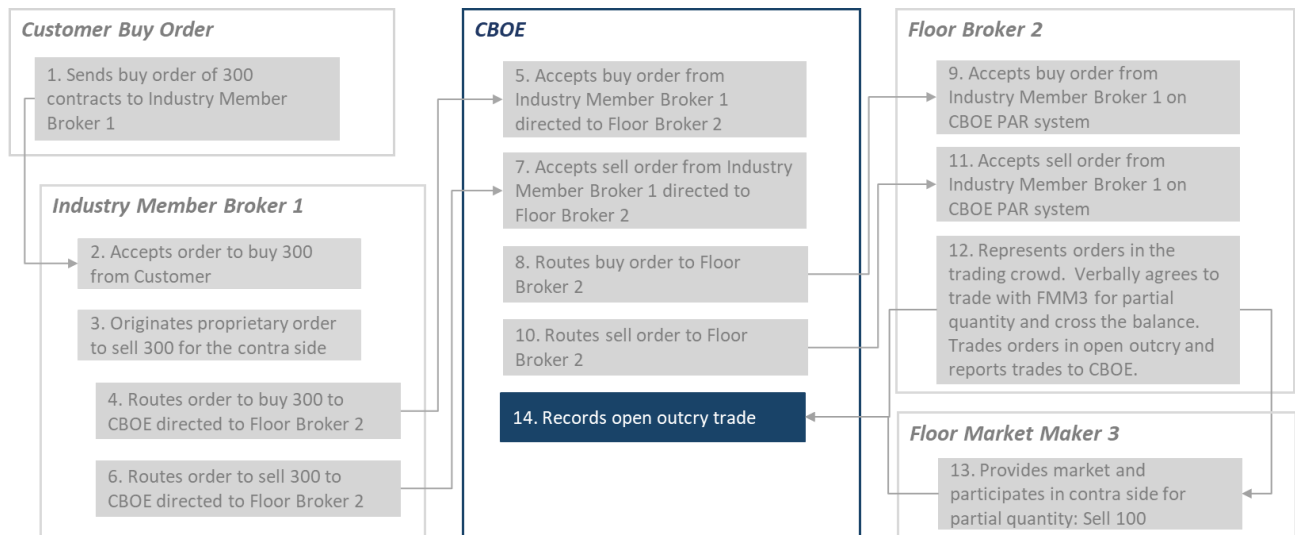 Customer Buy Order
1. Sends buy order of 300
contracts to Industry Member
Broker 1
Industry Member Broker 1
2. Accepts order to buy 300
from Customer
3. Originates proprietary order
to sell 300 for the contra side
4. Routes order to buy 300 to
CBOE directed to Floor Broker 2
6. Routes order to sell 300 to
CBOE directed to Floor Broker 2
CBOE
5. Accepts buy order from
Industry Member Broker 1
directed to Floor Broker 2
7. Accepts sell order from Industry
Member Broker 1 directed to
Floor Broker 2
8. Routes buy order to Floor
Broker 2
10. Routes sell order to Floor
Broker 2
14. Records open outcry trade
Floor Broker 2
9. Accepts buy order from
Industry Member Broker 1 on
CBOE PAR system
11. Accepts sell order from
Industry Member Broker 1 on
CBOE PAR system
12. Represents orders in the
trading crowd.  Verbally agrees to
trade with FMM3 for partial
quantity and cross the balance.
Trades orders in open outcry and
reports trades to CBOE.
Floor Market Maker 3
13. Provides market and
participates in contra side for
partial quantity: Sell 100